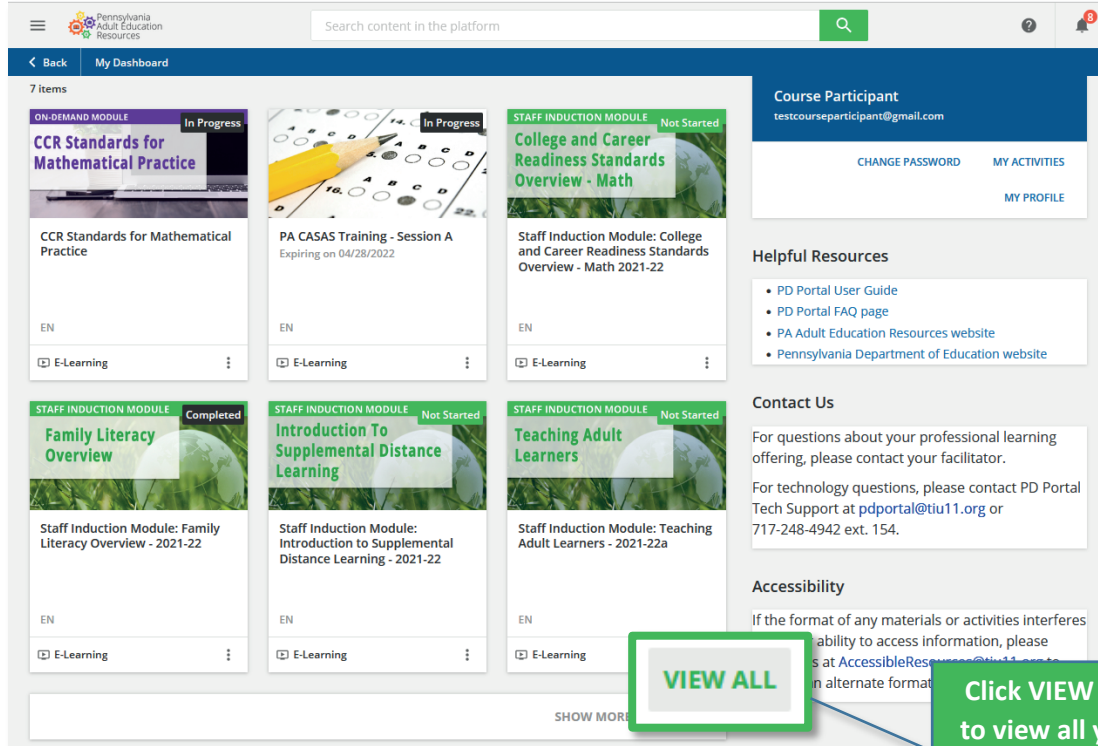 Pennsylvania
Adult Education
Resources
Search content in the platform
8
Back
My Dashboard
7 items
ON-DEMAND MODULE
In Progress
CCR Standards for
Mathematical Practice
CCR Standards for Mathematical
Practice
EN
E-Learning
In Progress
PA CASAS Training - Session A
Expiring on 04/28/2022
EN
E-Learning
STAFF INDUCTION MODULE
Not Started
College and Career
Readiness Standards
Overview - Math
Staff Induction Module: College
and Career Readiness Standards
Overview - Math 2021-22
EN
E-Learning
STAFF INDUCTION MODULE
Completed
Family Literacy
Overview
Staff Induction Module: Family
Literacy Overview - 2021-22
EN
E-Learning
STAFF INDUCTION MODULE
Not Started
Introduction To
Supplemental Distance
Learning
Staff Induction Module:
Introduction to Supplemental
Distance Learning - 2021-22
EN
E-Learning
STAFF INDUCTION MODULE
Not Started
Teaching Adult
Learners
Staff Induction Module: Teaching
Adult Learners - 2021-22a
EN
E-Learning
SHOW MORE
VIEW ALL
Course Participant
testcourseparticipant@gmail.com
CHANGE PASSWORD
MY ACTIVITIES
MY PROFILE
Helpful Resources
• PD Portal User Guide
• PD Portal FAQ page
• PA Adult Education Resources website
• Pennsylvania Department of Education website
Contact Us
For questions about your professional learning
offering, please contact your facilitator.
For technology questions, please contact PD Portal
Tech Support at pdportal@tiu11.org or
717-248-4942 ext. 154.
Accessibility
If the format of any materials or activities interferes
ability to access information, please
at AccessibleResources@tiu11.org to
an alternate format
Click VIEW
to view all